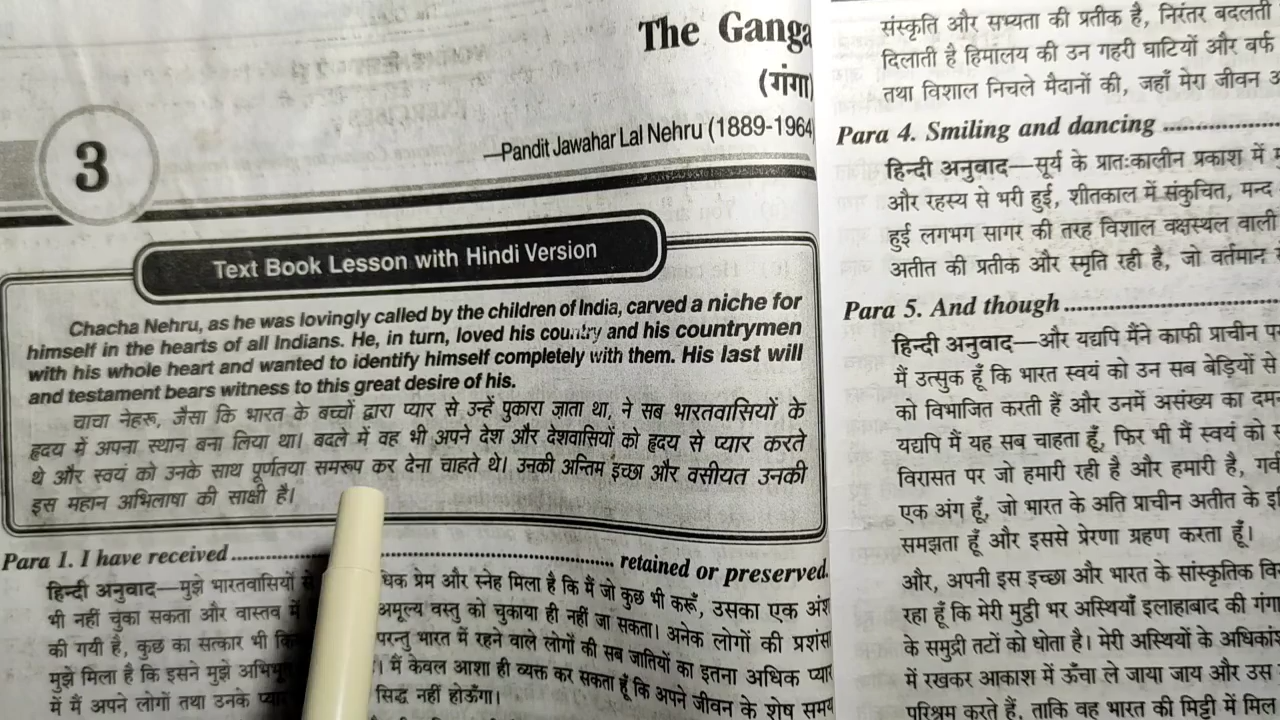 The Ganga
(गंगा)
—Pandit Jawahar Lal Nehru (1889-1964)
3
Text Book Lesson with Hindi Version
Chacha Nehru, as he was lovingly called by the children of India, carved a niche for
himself in the hearts of all Indians. He, in turn, loved his country and his countrymen
with his whole heart and wanted to identify himself completely with them. His last will
and testament bears witness to this great desire of his.
चाचा नेहरू, जैसा कि भारत के बच्चों द्वारा प्यार से उन्हें पुकारा जाता था, ने सब भारतवासियों के
हृदय में अपना स्थान बना लिया था। बदले में वह भी अपने देश और देशवासियों को हृदय से प्यार करते
थे और स्वयं को उनके साथ पूर्णतया समरूप कर देना चाहते थे। उनकी अन्तिम इच्छा और वसीयत उनकी
इस महान अभिलाषा की साक्षी है।
Para 1. I have received .......... retained or preserved.
हिन्दी अनुवाद—मुझे भारतवासियों धिक प्रेम और स्नेह मिला है कि मैं जो कुछ भी करूँ, उसका एक अंश
भी नहीं चुका सकता और वास्तव में अमूल्य वस्तु को चुकाया ही नहीं जा सकता। अनेक लोगों की प्रशंसा
की गयी है, कुछ का सत्कार भी परन्तु भारत में रहने वाले लोगों की सब जातियों का इतना अधिक प्यार
मुझे मिला है कि इसने मुझे । मैं केवल आशा ही व्यक्त कर सकता हूँ कि अपने जीवन के शेष समय
में मैं अपने लोगों तथा उनके सिद्ध नहीं होऊँगा।
संस्कृति और सभ्यता की प्रतीक है, निरंतर बदलती
दिलाती है हिमालय की उन गहरी घाटियों और बर्फ
तथा विशाल निचले मैदानों की, जहाँ मेरा जीवन
Para 4. Smiling and dancing ..........
हिन्दी अनुवाद—सूर्य के प्रातःकालीन प्रकाश में
और रहस्य से भरी हुई, शीतकाल में संकुचित, मन्द
हुई लगभग सागर की तरह विशाल वक्षस्थल वाली
अतीत की प्रतीक और स्मृति रही है, जो वर्तमान
Para 5. And though ..........
हिन्दी अनुवाद—और यद्यपि मैंने काफी प्राचीन
मैं उत्सुक हूँ कि भारत स्वयं को उन सब बेड़ियों से
को विभाजित करती हैं और उनमें असंख्य का दमन
यद्यपि मैं यह सब चाहता हूँ, फिर भी मैं स्वयं को
विरासत पर जो हमारी रही है और हमारी है,
एक अंग हूँ, जो भारत के अति प्राचीन अतीत के
समझता हूँ और इससे प्रेरणा ग्रहण करता हूँ।
और, अपनी इस इच्छा और भारत के सांस्कृतिक
रहा हूँ कि मेरी मुट्ठी भर अस्थियाँ इलाहाबाद की गंगा
के समुद्री तटों को धोता है। मेरी अस्थियों के अधिकांश
में रखकर आकाश में ऊँचा ले जाया जाय और उस
परिश्रम करते हैं, ताकि वह भारत की मिट्टी में मिल